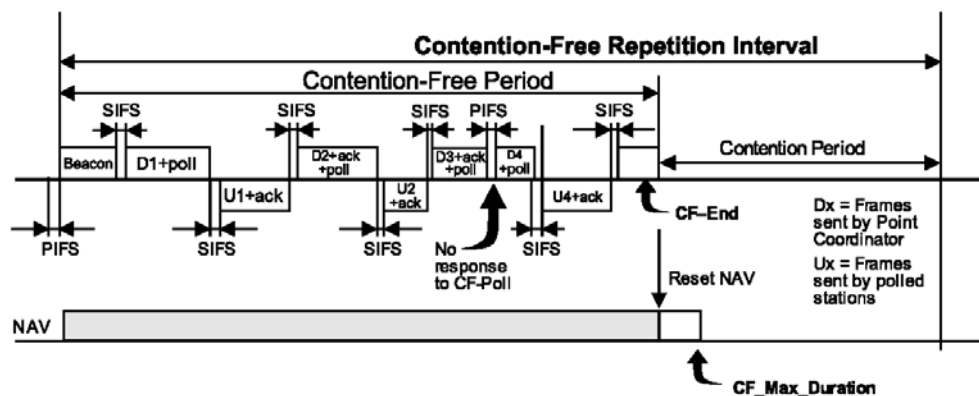 Contention-Free Repetition Interval
Contention-Free Period
SIFS
SIFS
SIFS
PIFS
SIFS
Beacon
D1+poll
D2+ack
+poll
D3+ack
+poll
D4
+poll
Contention Period
U1+ack
U2
+ack
U4+ack
PIFS
SIFS
SIFS
SIFS
No
response
to CF-Poll
CF–End
Reset NAV
Dx = Frames
sent by Point
Coordinator
Ux = Frames
sent by polled
stations
NAV
CF_Max_Duration